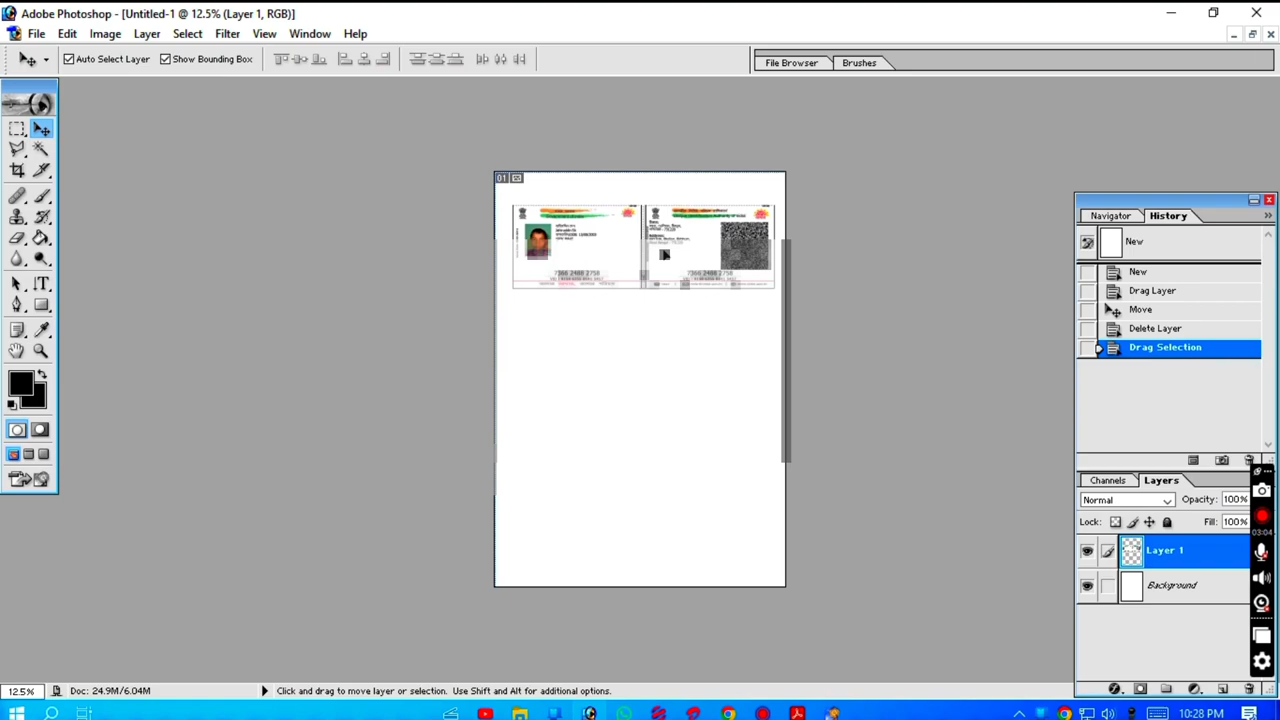 Adobe Photoshop - [Untitled-1 @ 12.5% (Layer 1, RGB)]
File Edit Image Layer Select Filter View Window Help
Auto Select Layer Show Bounding Box
File Browser Brushes
01
Navigator History
New
New
Drag Layer
Move
Delete Layer
Drag Selection
Channels Layers
Normal Opacity: 100%
Lock: Fill: 100%
03:04
Layer 1
Background
12.5% Doc: 24.9M/6.04M Click and drag to move layer or selection. Use Shift and Alt for additional options.
10:28 PM